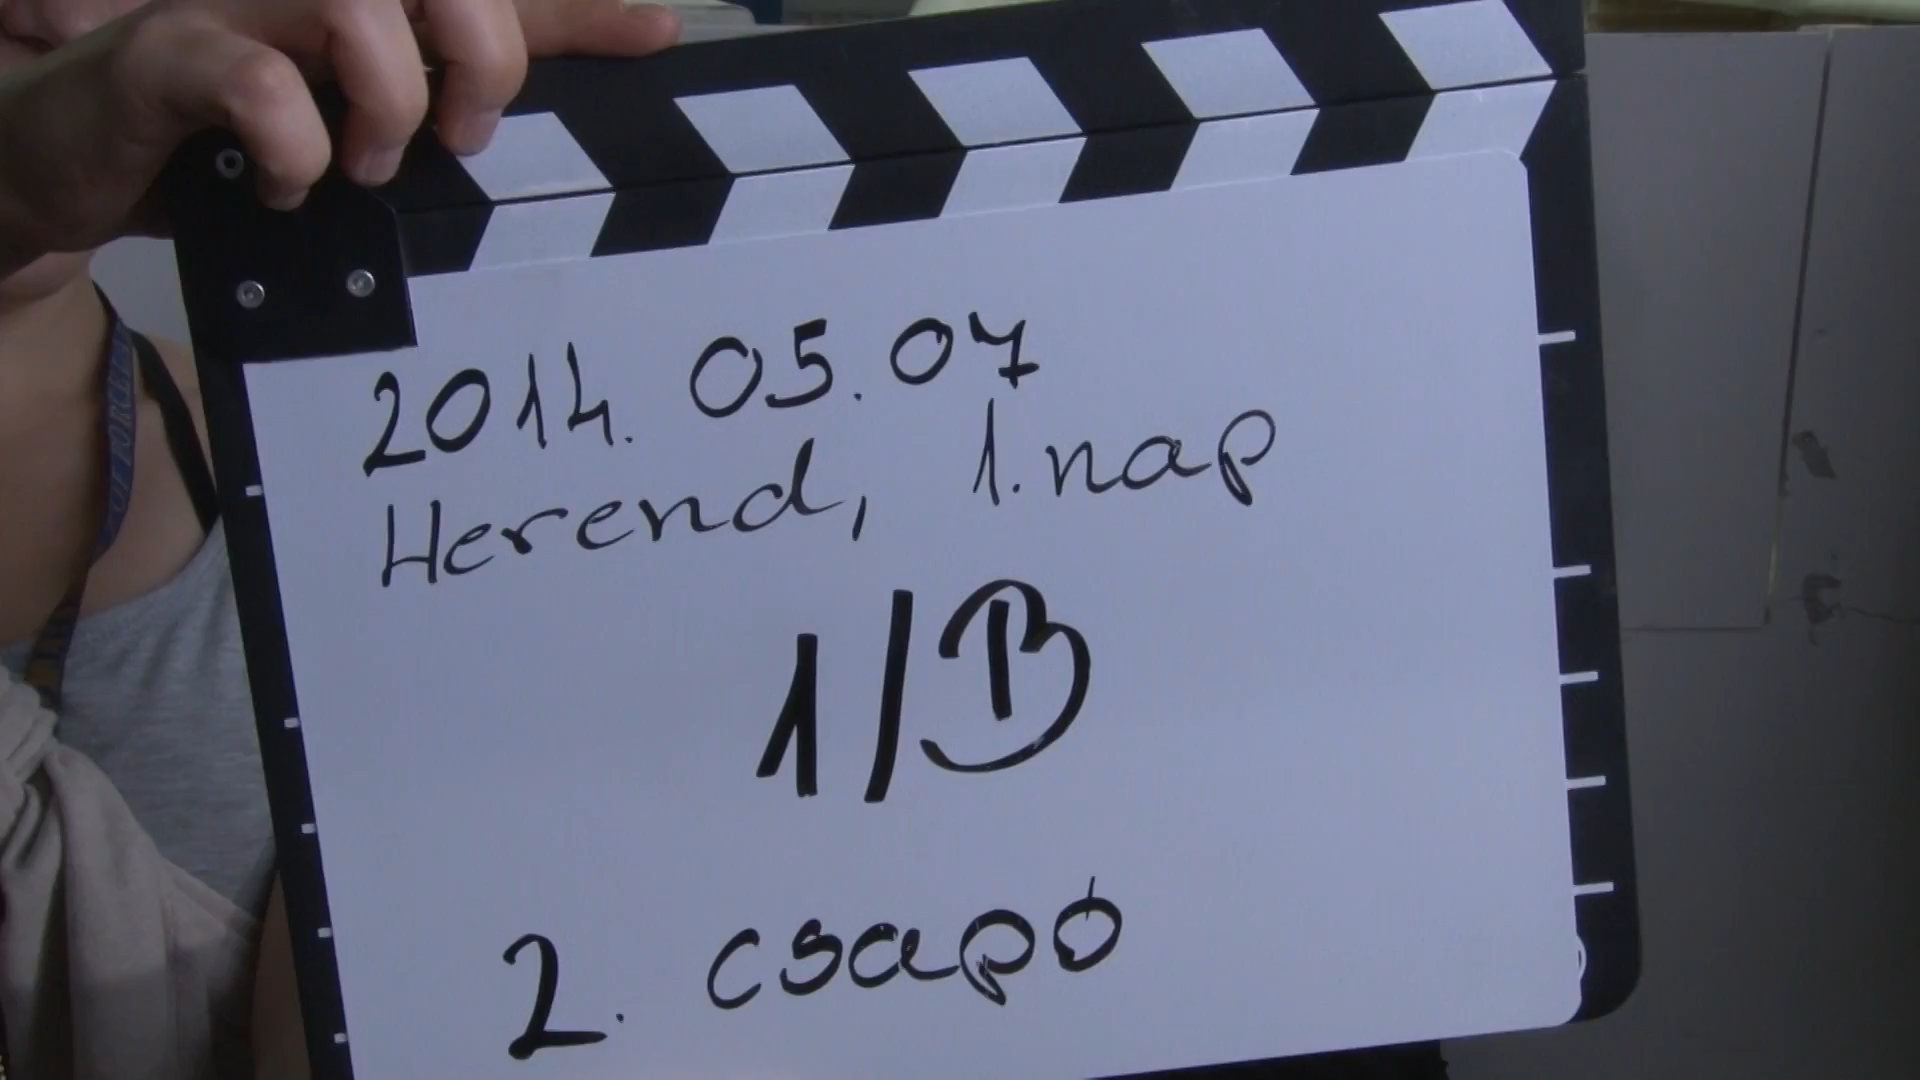 2014. 05. 07
Herend, 1. nap
1/B
2. csapó